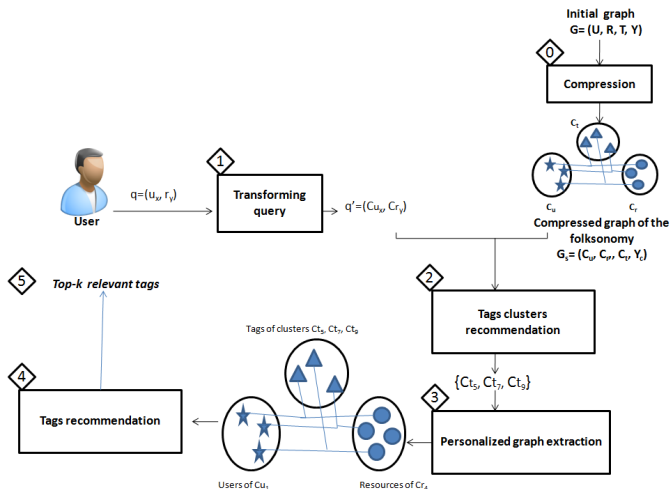 Initial graph
G= (U, R, T, Y)
0
Compression
Ct
Cu
Cr
Compressed graph of the
folksonomy
Gs= (Cu, Cr,, Ct, Yc)
User
q=(ux, ry)
1
Transforming
query
q'=(Cux, Cry)
2
Tags clusters
recommendation
{Ct5, Ct7, Ct9}
3
Personalized graph extraction
Tags of clusters Ct5, Ct7, Ct9
Users of Cu1
Resources of Cr4
4
Tags recommendation
5
Top-k relevant tags